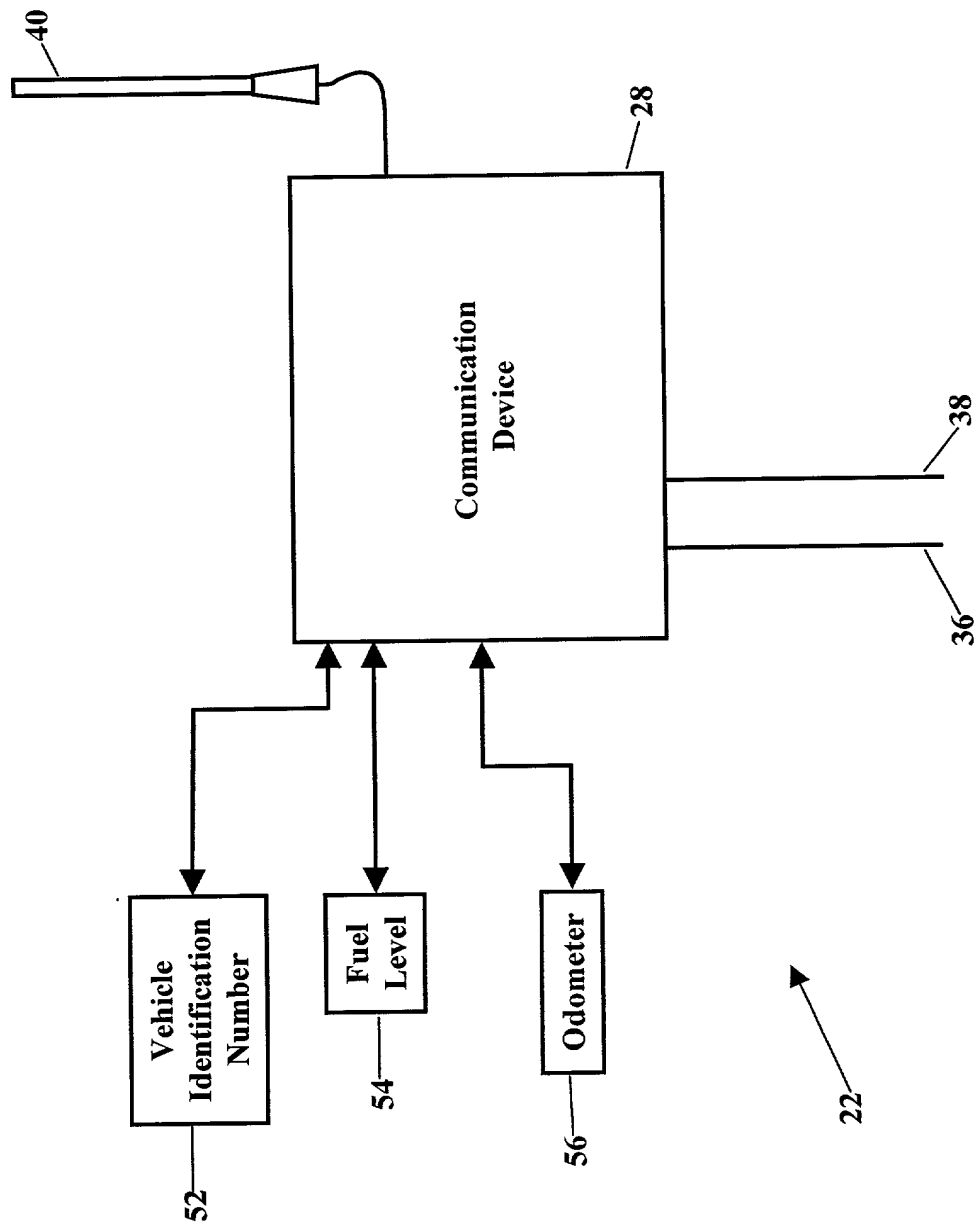 40
28
Communication
Device
38
36
Vehicle
Identification
Number
52
Fuel
Level
54
Odometer
56
22